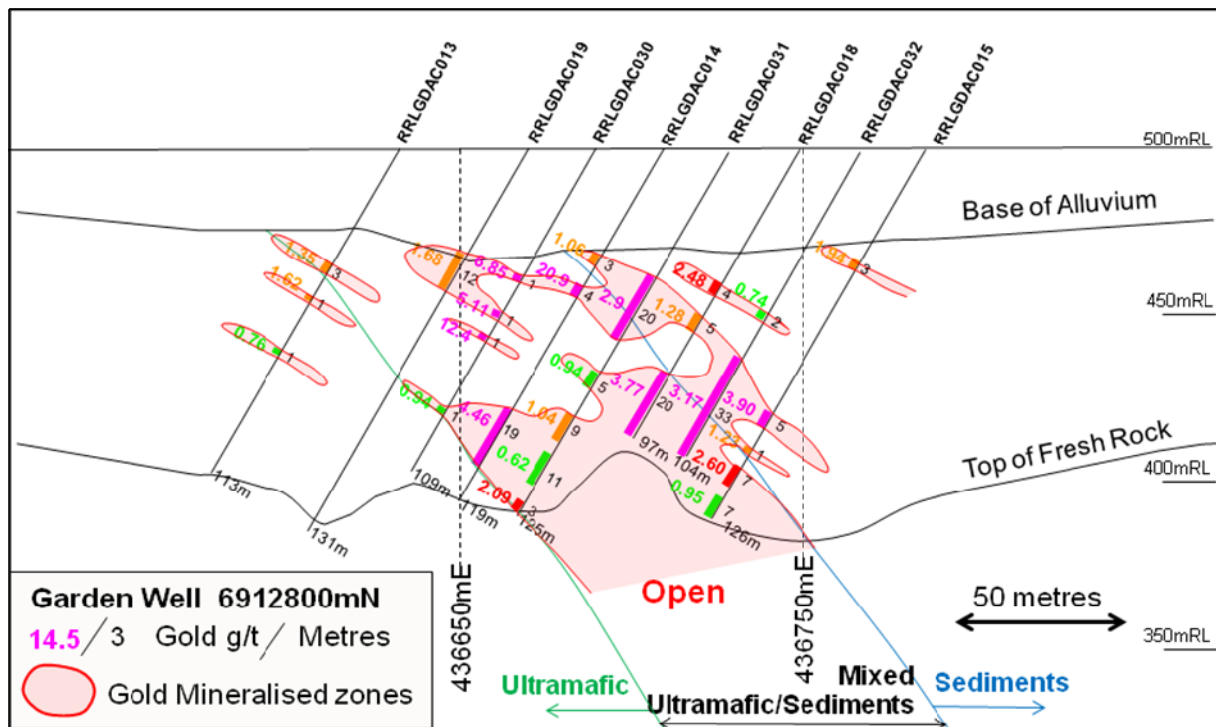 RRLGDAC013
RRLGDAC019
RRLGDAC030
RRLGDAC014
RRLGDAC031
RRLGDAC018
RRLGDAC032
RRLGDAC015
500mRL
Base of Alluvium
1.35 3
1.62 1
0.76 1
1.68 12
5.11 1
12.4 1
0.94 1
1
20.9 4
4.46 19
1.06 3
2.9 20
0.94 5
1.04 9
0.62 11
2.09 3
1.28 5
3.77 20
2.48 4
0.74 2
3.17 33
3.90 5
1.23 1
2.60 7
0.95 7
1.94 3
450mRL
Top of Fresh Rock
400mRL
113m
131m
109m
119m
125m
97m
104m
126m
436650mE
436750mE
Open
50 metres
350mRL
Garden Well 6912800mN
14.5 / 3 Gold g/t / Metres
Gold Mineralised zones
Ultramafic
Mixed
Ultramafic/Sediments
Sediments